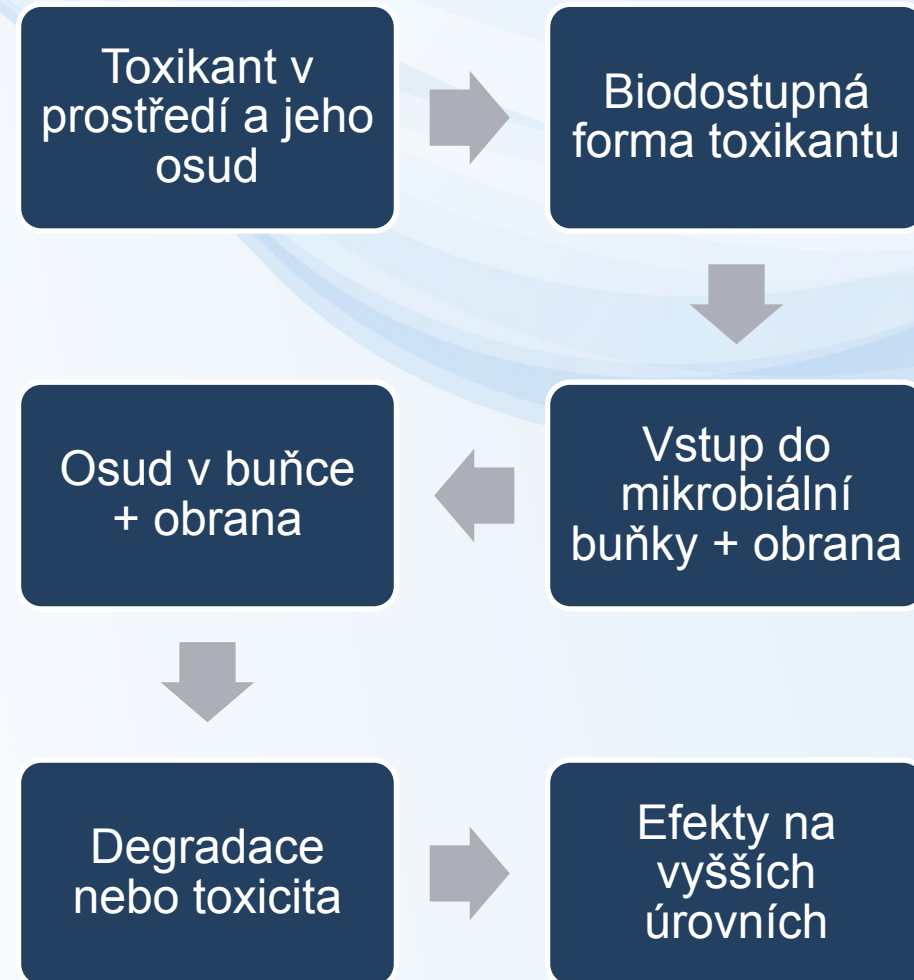 Toxikant v
prostředí a jeho
osud
Biodostupná
forma toxikantu
Vstup do
mikrobiální
buňky + obrana
Osud v buňce
+ obrana
Degradace
nebo toxicita
Efekty na
vyšších
úrovních